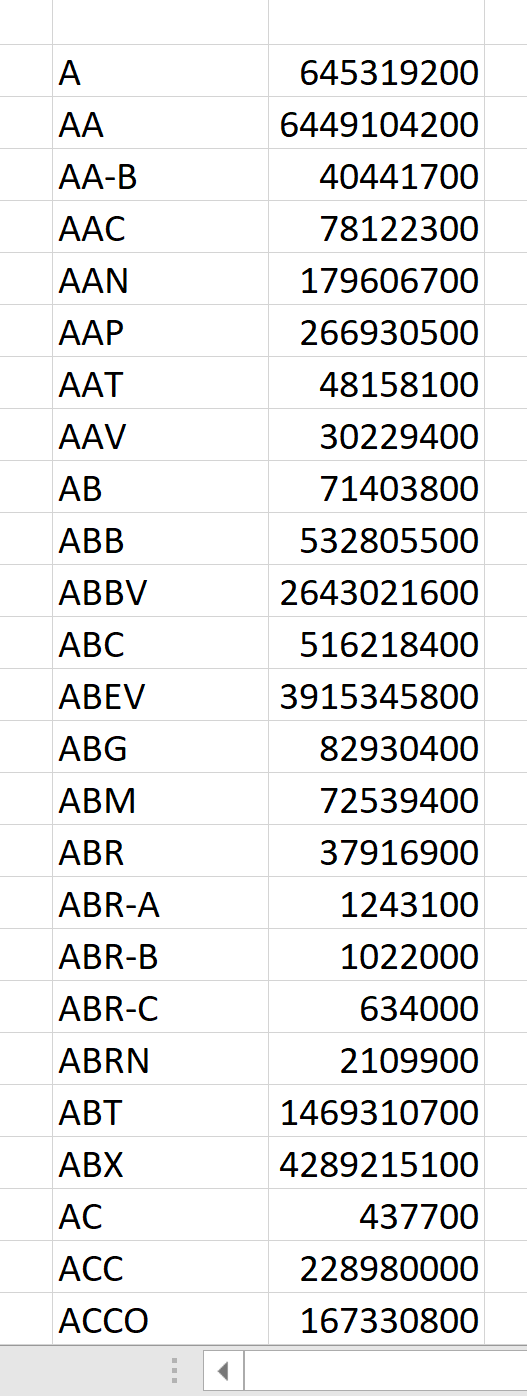 A 645319200
AA 6449104200
AA-B 40441700
AAC 78122300
AAN 179606700
AAP 266930500
AAT 48158100
AAV 30229400
AB 71403800
ABB 532805500
ABBV 2643021600
ABC 516218400
ABEV 3915345800
ABG 82930400
ABM 72539400
ABR 37916900
ABR-A 1243100
ABR-B 1022000
ABR-C 634000
ABRN 2109900
ABT 1469310700
ABX 4289215100
AC 437700
ACC 228980000
ACCO 167330800